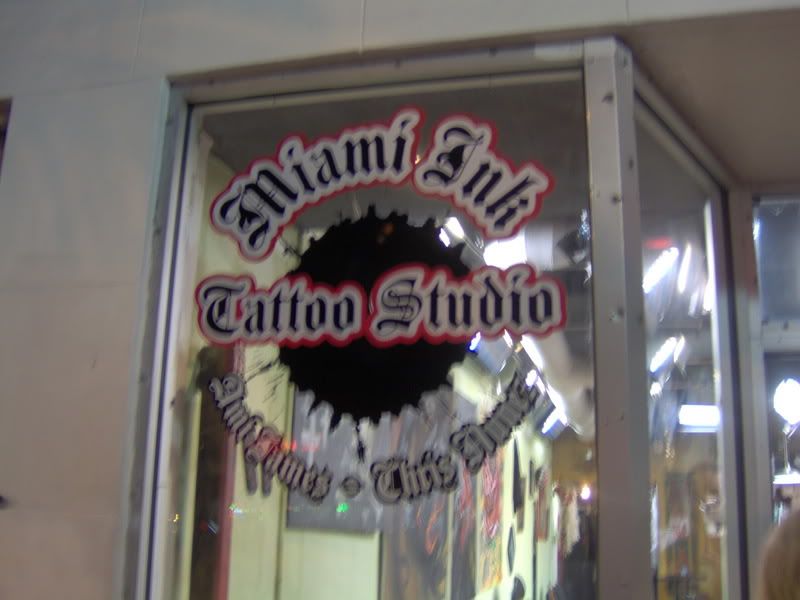 Miami Ink
Tattoo Studio
Ami James - Chris Nunez